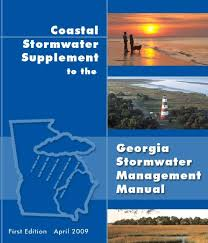 Coastal
Stormwater
Supplement
to the
Georgia
Stormwater
Management
Manual
First Edition April 2009